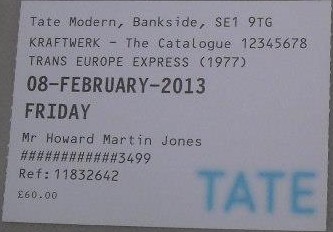 Tate Modern, Bankside, SE1 9TG
KRAFTWERK - The Catalogue 12345678
TRANS EUROPE EXPRESS (1977)
08-FEBRUARY-2013
FRIDAY
Mr Howard Martin Jones
############3499
Ref:11832642
£60.00
TATE